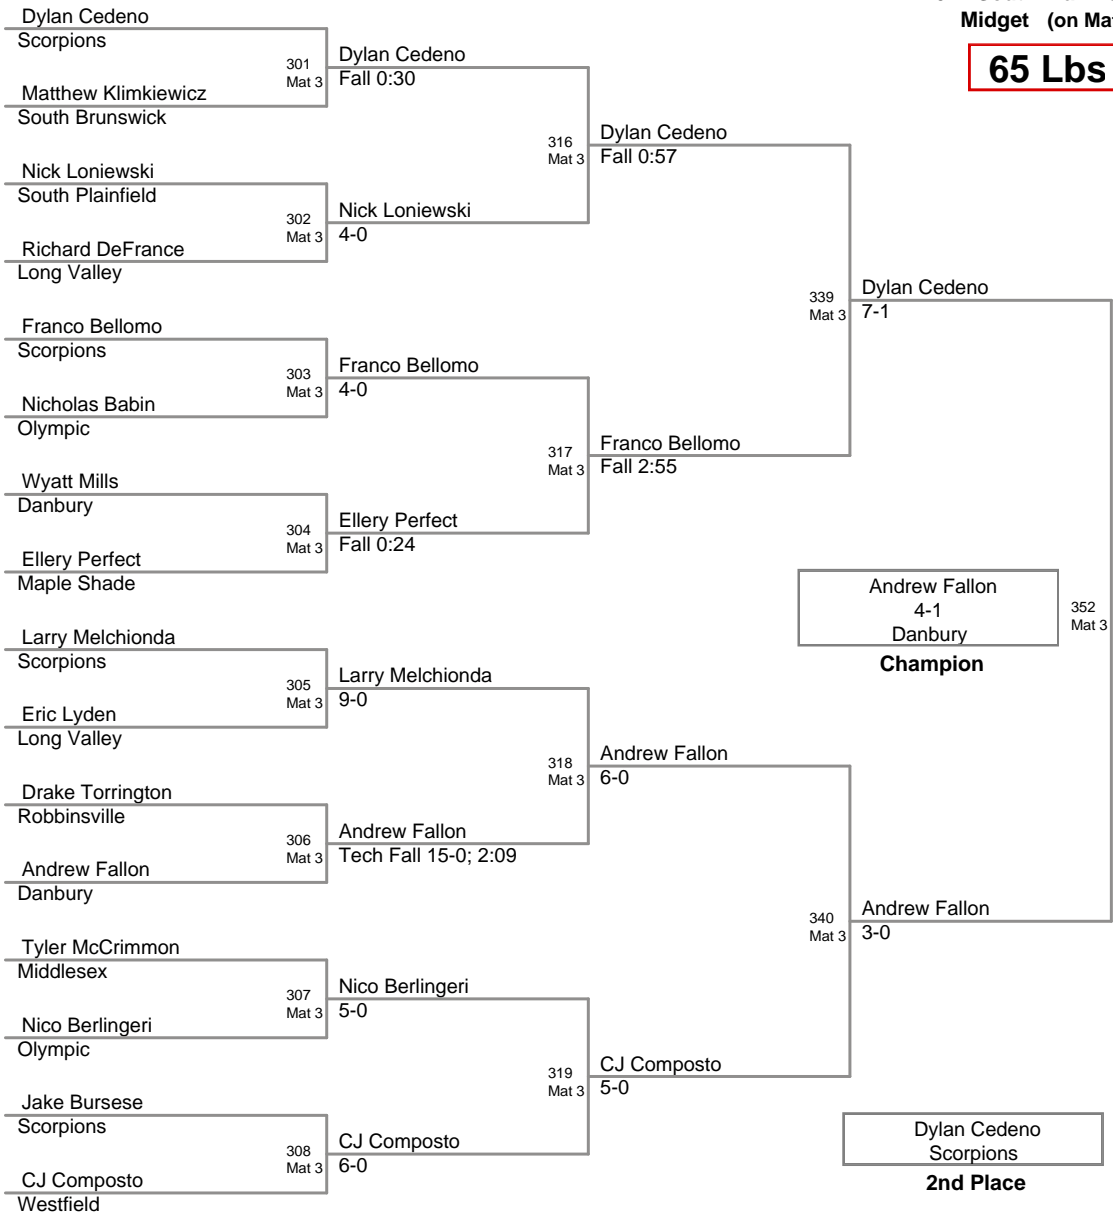 Midget (on Mat
65 Lbs
Dylan Cedeno
Scorpions
301
Mat 3
Dylan Cedeno
Fall 0:30
Matthew Klimkiewicz
South Brunswick
316
Mat 3
Dylan Cedeno
Fall 0:57
Nick Loniewski
South Plainfield
302
Mat 3
Nick Loniewski
4-0
Richard DeFrance
Long Valley
339
Mat 3
Dylan Cedeno
7-1
Franco Bellomo
Scorpions
303
Mat 3
Franco Bellomo
4-0
Nicholas Babin
Olympic
317
Mat 3
Franco Bellomo
Fall 2:55
Wyatt Mills
Danbury
304
Mat 3
Ellery Perfect
Fall 0:24
Ellery Perfect
Maple Shade
Andrew Fallon
4-1
Danbury
Champion
352
Mat 3
Larry Melchionda
Scorpions
305
Mat 3
Larry Melchionda
9-0
Eric Lyden
Long Valley
318
Mat 3
Andrew Fallon
6-0
Drake Torrington
Robbinsville
306
Mat 3
Andrew Fallon
Tech Fall 15-0; 2:09
Andrew Fallon
Danbury
340
Mat 3
Andrew Fallon
3-0
Tyler McCrimmon
Middlesex
307
Mat 3
Nico Berlingeri
5-0
Nico Berlingeri
Olympic
319
Mat 3
CJ Composto
5-0
Jake Bursese
Scorpions
308
Mat 3
CJ Composto
6-0
CJ Composto
Westfield
Dylan Cedeno
Scorpions
2nd Place